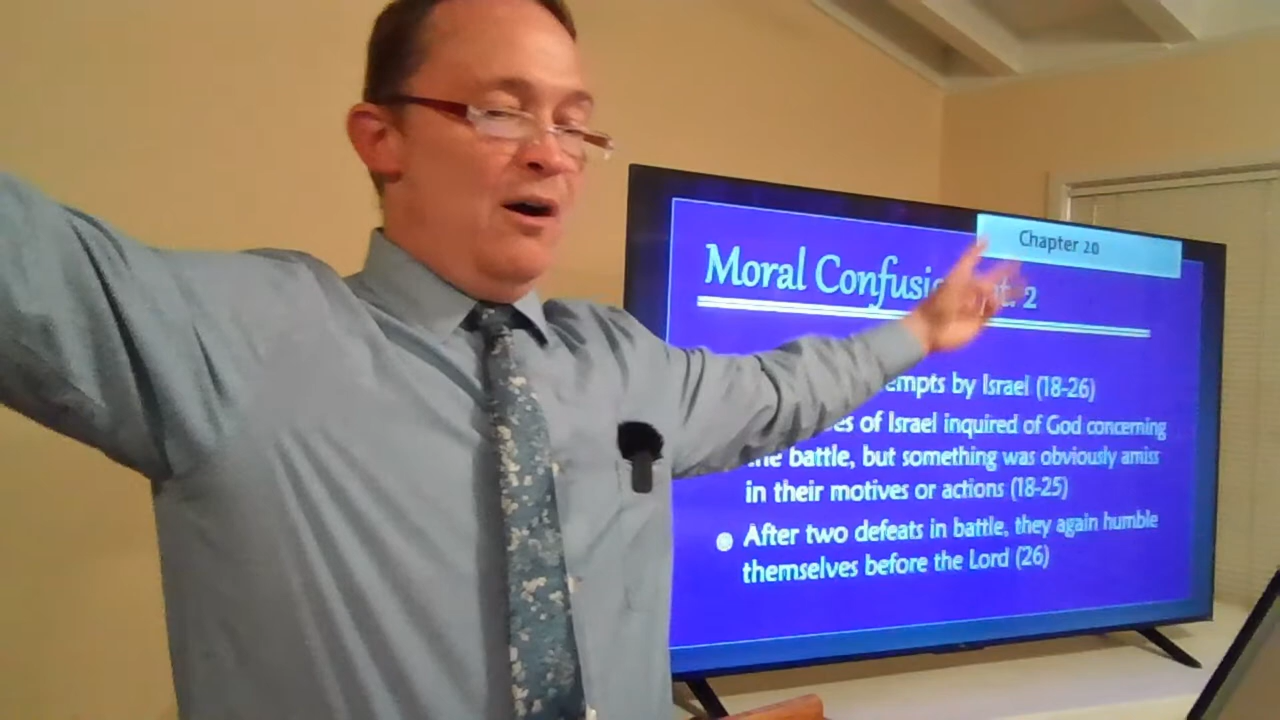 Chapter 20
Moral Confusi t. 2
empts by Israel (18-26)
es of Israel inquired of God concerning
the battle, but something was obviously amiss
in their motives or actions (18-25)
After two defeats in battle, they again humble
themselves before the Lord (26)